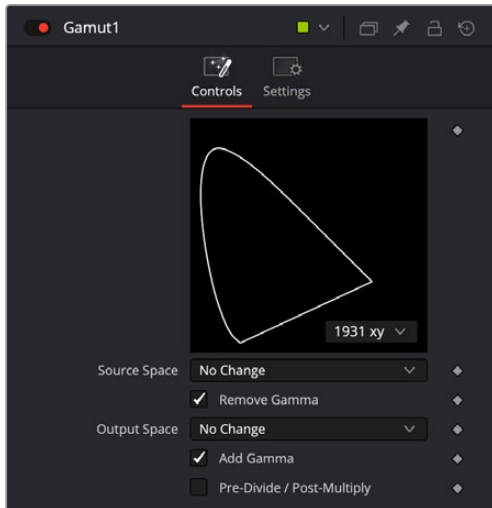 Gamut1
Controls Settings
1931 xy
Source Space No Change
Remove Gamma
Output Space No Change
Add Gamma
Pre-Divide / Post-Multiply